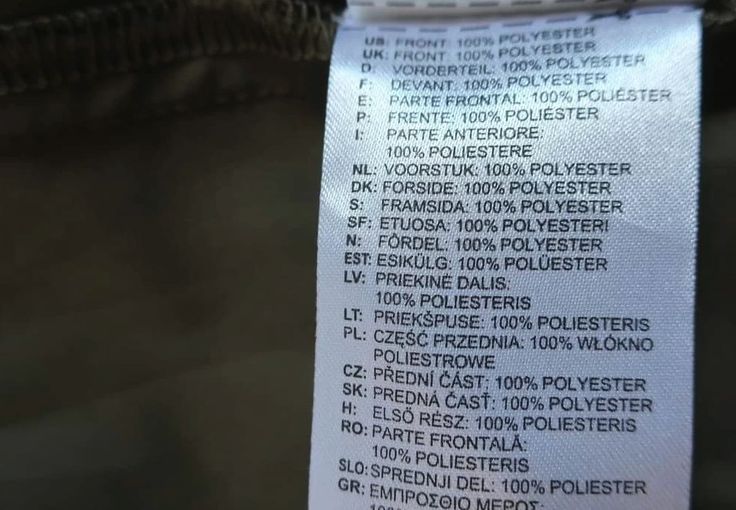 US: FRONT: 100% POLYESTER
UK: FRONT: 100% POLYESTER
D: VORDERTEIL: 100% POLYESTER
F: DEVANT: 100% POLYESTER
E: PARTE FRONTAL: 100% POLIÉSTER
P: FRENTE: 100% POLIÉSTER
I: PARTE ANTERIORE:
100% POLIESTERE
NL: VOORSTUK: 100% POLYESTER
DK: FORSIDE: 100% POLYESTER
S: FRAMSIDA: 100% POLYESTER
SF: ETUOSA: 100% POLYESTERI
N: FÔRDEL: 100% POLYESTER
EST: ESIKÜLG: 100% POLÜESTER
LV: PRIEKINĖ DALIS:
100% POLIESTERIS
LT: PRIEKŠPUSE: 100% POLIESTERIS
PL: CZĘŚĆ PRZEDNIA: 100% WŁÓKNO
POLIESTROWE
CZ: PŘEDNÍ ČÁST: 100% POLYESTER
SK: PREDNÁ ČASŤ: 100% POLYESTER
H: ELSŐ RÉSZ: 100% POLIESTERIS
RO: PARTE FRONTALĂ:
100% POLIESTERIS
SLO: SPREDNJI DEL: 100% POLIESTER
GR: ΕΜΠΡΟΣΘΙΟ ΜΕΡΟΣ: